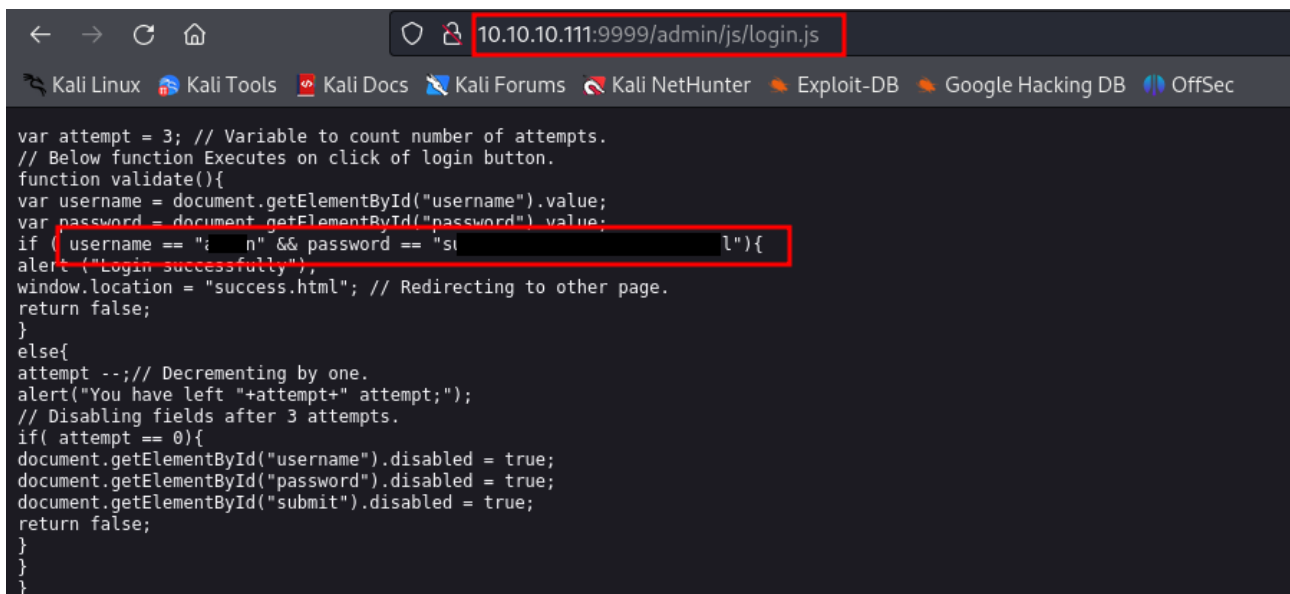 10.10.10.111:9999/admin/js/login.js
Kali Linux Kali Tools Kali Docs Kali Forums Kali NetHunter Exploit-DB Google Hacking DB OffSec
var attempt = 3; // Variable to count number of attempts.
// Below function Executes on click of login button.
function validate(){
var username = document.getElementById("username").value;
var password = document.getElementById("password").value;
if ( username == "a n" && password == "su l"){
alert ("Login successfully");
window.location = "success.html"; // Redirecting to other page.
return false;
}
else{
attempt --;// Decrementing by one.
alert("You have left "+attempt+" attempt;");
// Disabling fields after 3 attempts.
if( attempt == 0){
document.getElementById("username").disabled = true;
document.getElementById("password").disabled = true;
document.getElementById("submit").disabled = true;
return false;
}
}
}